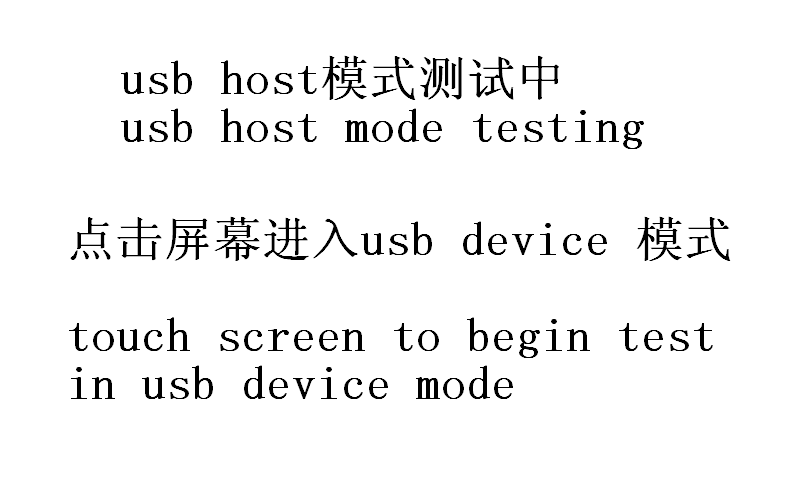 usb host模式测试中
usb host mode testing
点击屏幕进入usb device 模式
touch screen to begin test
in usb device mode